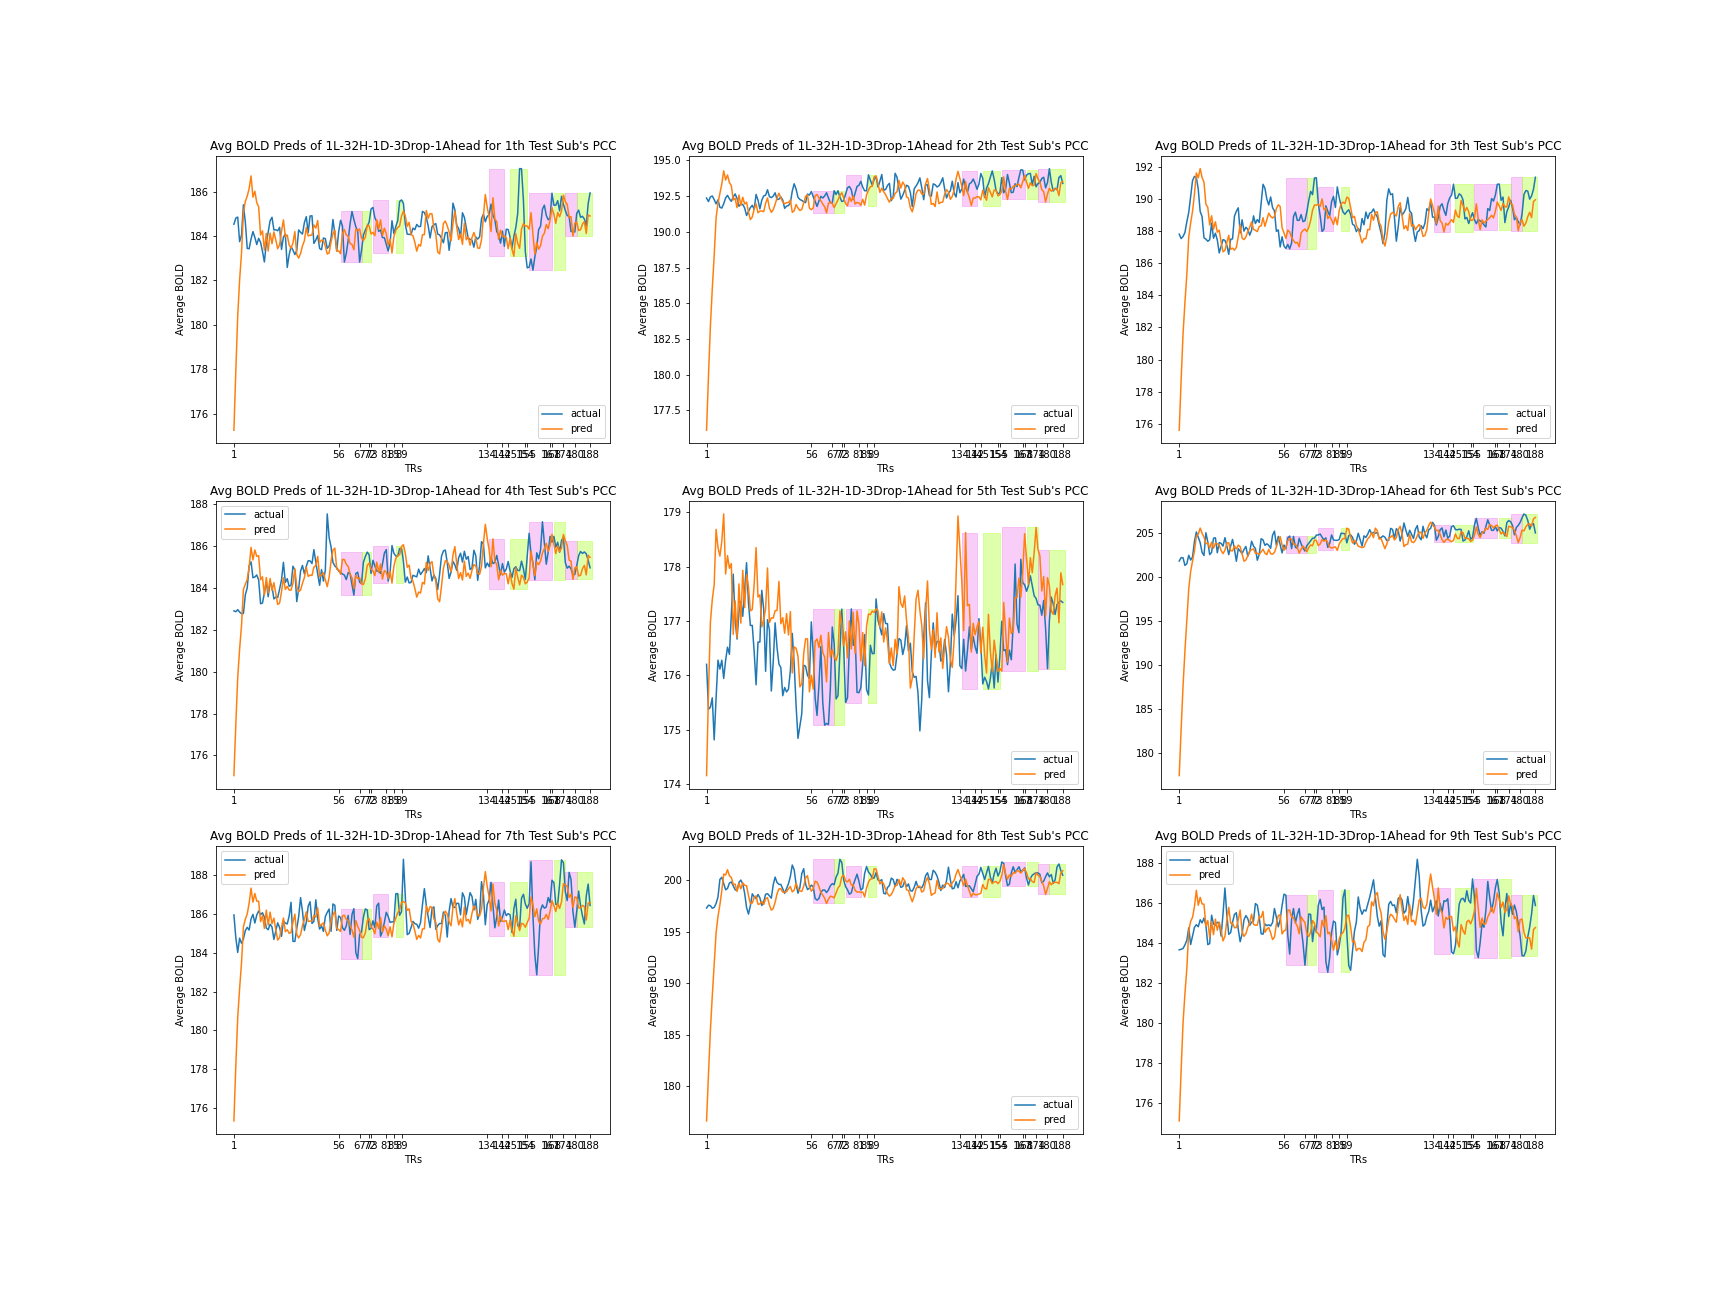 Avg BOLD Preds of 1L-32H-1D-3Drop-1Ahead for 1th Test Sub's PCC
186
184
182
180
178
176
Average BOLD
actual
pred
1
56
188
TRs
Avg BOLD Preds of 1L-32H-1D-3Drop-1Ahead for 2th Test Sub's PCC
195.0
192.5
190.0
187.5
185.0
182.5
180.0
177.5
Average BOLD
actual
pred
1
56
188
TRs
Avg BOLD Preds of 1L-32H-1D-3Drop-1Ahead for 3th Test Sub's PCC
192
190
188
186
184
182
180
178
176
Average BOLD
actual
pred
1
56
188
TRs
Avg BOLD Preds of 1L-32H-1D-3Drop-1Ahead for 4th Test Sub's PCC
188
186
184
182
180
178
176
Average BOLD
actual
pred
1
56
188
TRs
Avg BOLD Preds of 1L-32H-1D-3Drop-1Ahead for 5th Test Sub's PCC
179
178
177
176
175
174
Average BOLD
actual
pred
1
56
188
TRs
Avg BOLD Preds of 1L-32H-1D-3Drop-1Ahead for 6th Test Sub's PCC
205
200
195
190
185
180
Average BOLD
actual
pred
1
56
188
TRs
Avg BOLD Preds of 1L-32H-1D-3Drop-1Ahead for 7th Test Sub's PCC
188
186
184
182
180
178
176
Average BOLD
actual
pred
1
56
188
TRs
Avg BOLD Preds of 1L-32H-1D-3Drop-1Ahead for 8th Test Sub's PCC
200
195
190
185
180
Average BOLD
actual
pred
1
56
188
TRs
Avg BOLD Preds of 1L-32H-1D-3Drop-1Ahead for 9th Test Sub's PCC
188
186
184
182
180
178
176
Average BOLD
actual
pred
1
56
188
TRs